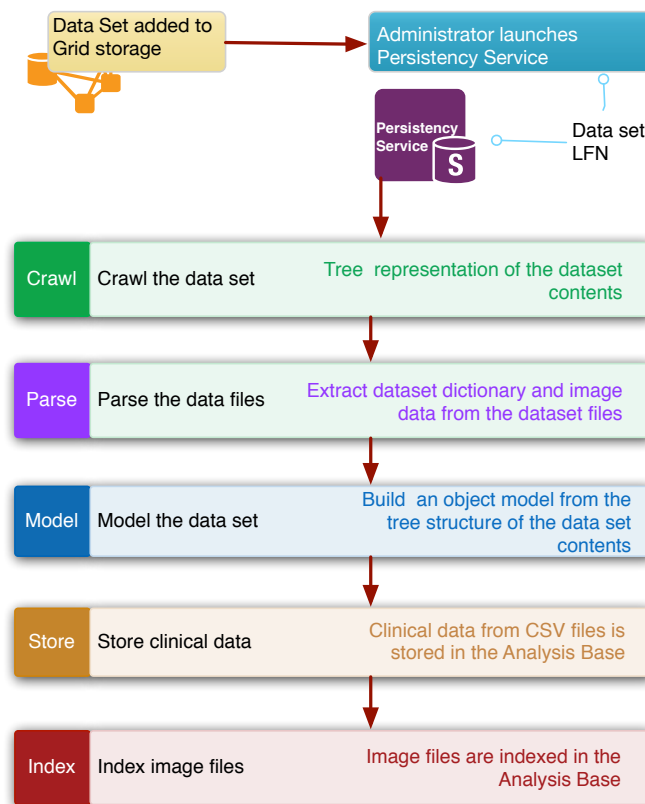 Data Set added to
Grid storage
Administrator launches
Persistency Service
Persistency
Service
S
Data set
LFN
Crawl
Crawl the data set
Tree representation of the dataset
contents
Parse
Parse the data files
Extract dataset dictionary and image
data from the dataset files
Model
Model the data set
Build an object model from the
tree structure of the data set
contents
Store
Store clinical data
Clinical data from CSV files is
stored in the Analysis Base
Index
Index image files
Image files are indexed in the
Analysis Base